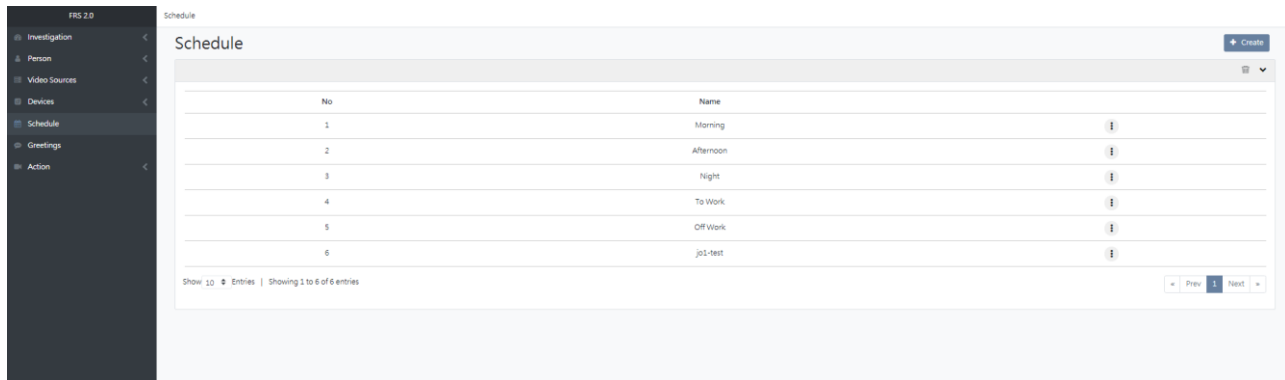 FRS 2.0
Schedule
Investigation
Person
Video Sources
Devices
Schedule
Greetings
Action
Schedule
+ Create
No Name
1 Morning
2 Afternoon
3 Night
4 To Work
5 Off Work
6 jo1-test
Show 10 Entries | Showing 1 to 6 of 6 entries
« Prev 1 Next »